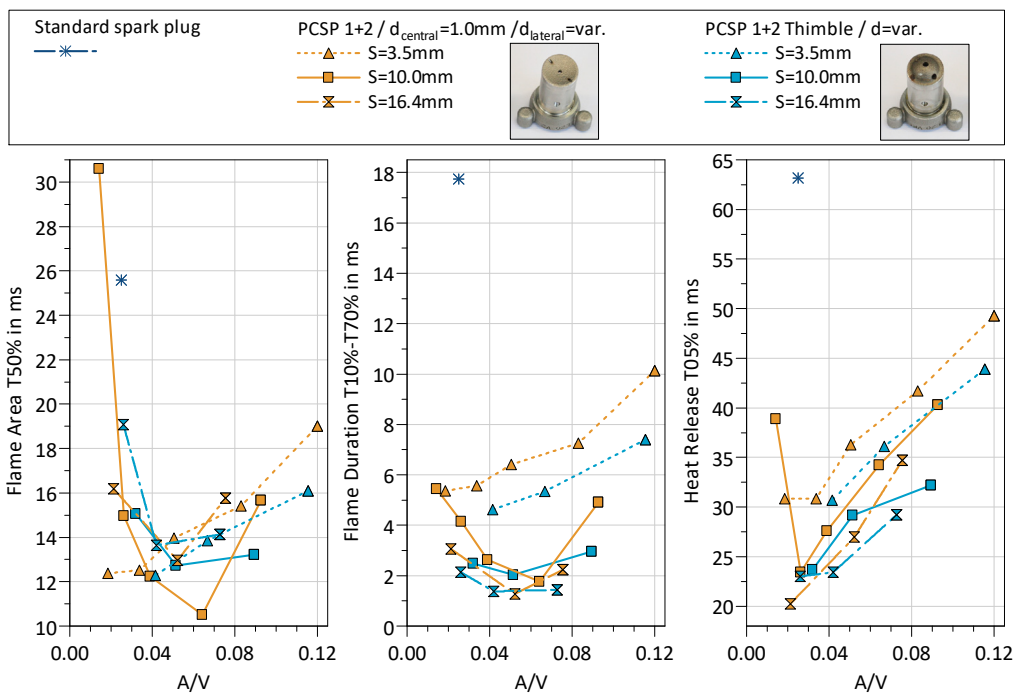 Standard spark plug
PCSP 1+2 / dcentral=1.0mm /dlateral=var.
S=3.5mm
S=10.0mm
S=16.4mm
PCSP 1+2 Thimble / d=var.
S=3.5mm
S=10.0mm
S=16.4mm
Flame Area T50% in ms
30
28
26
24
22
20
18
16
14
12
10
0.00 0.04 0.08 0.12
A/V
Flame Duration T10%-T70% in ms
18
16
14
12
10
8
6
4
2
0
0.00 0.04 0.08 0.12
A/V
Heat Release T05% in ms
65
60
55
50
45
40
35
30
25
20
0.00 0.04 0.08 0.12
A/V